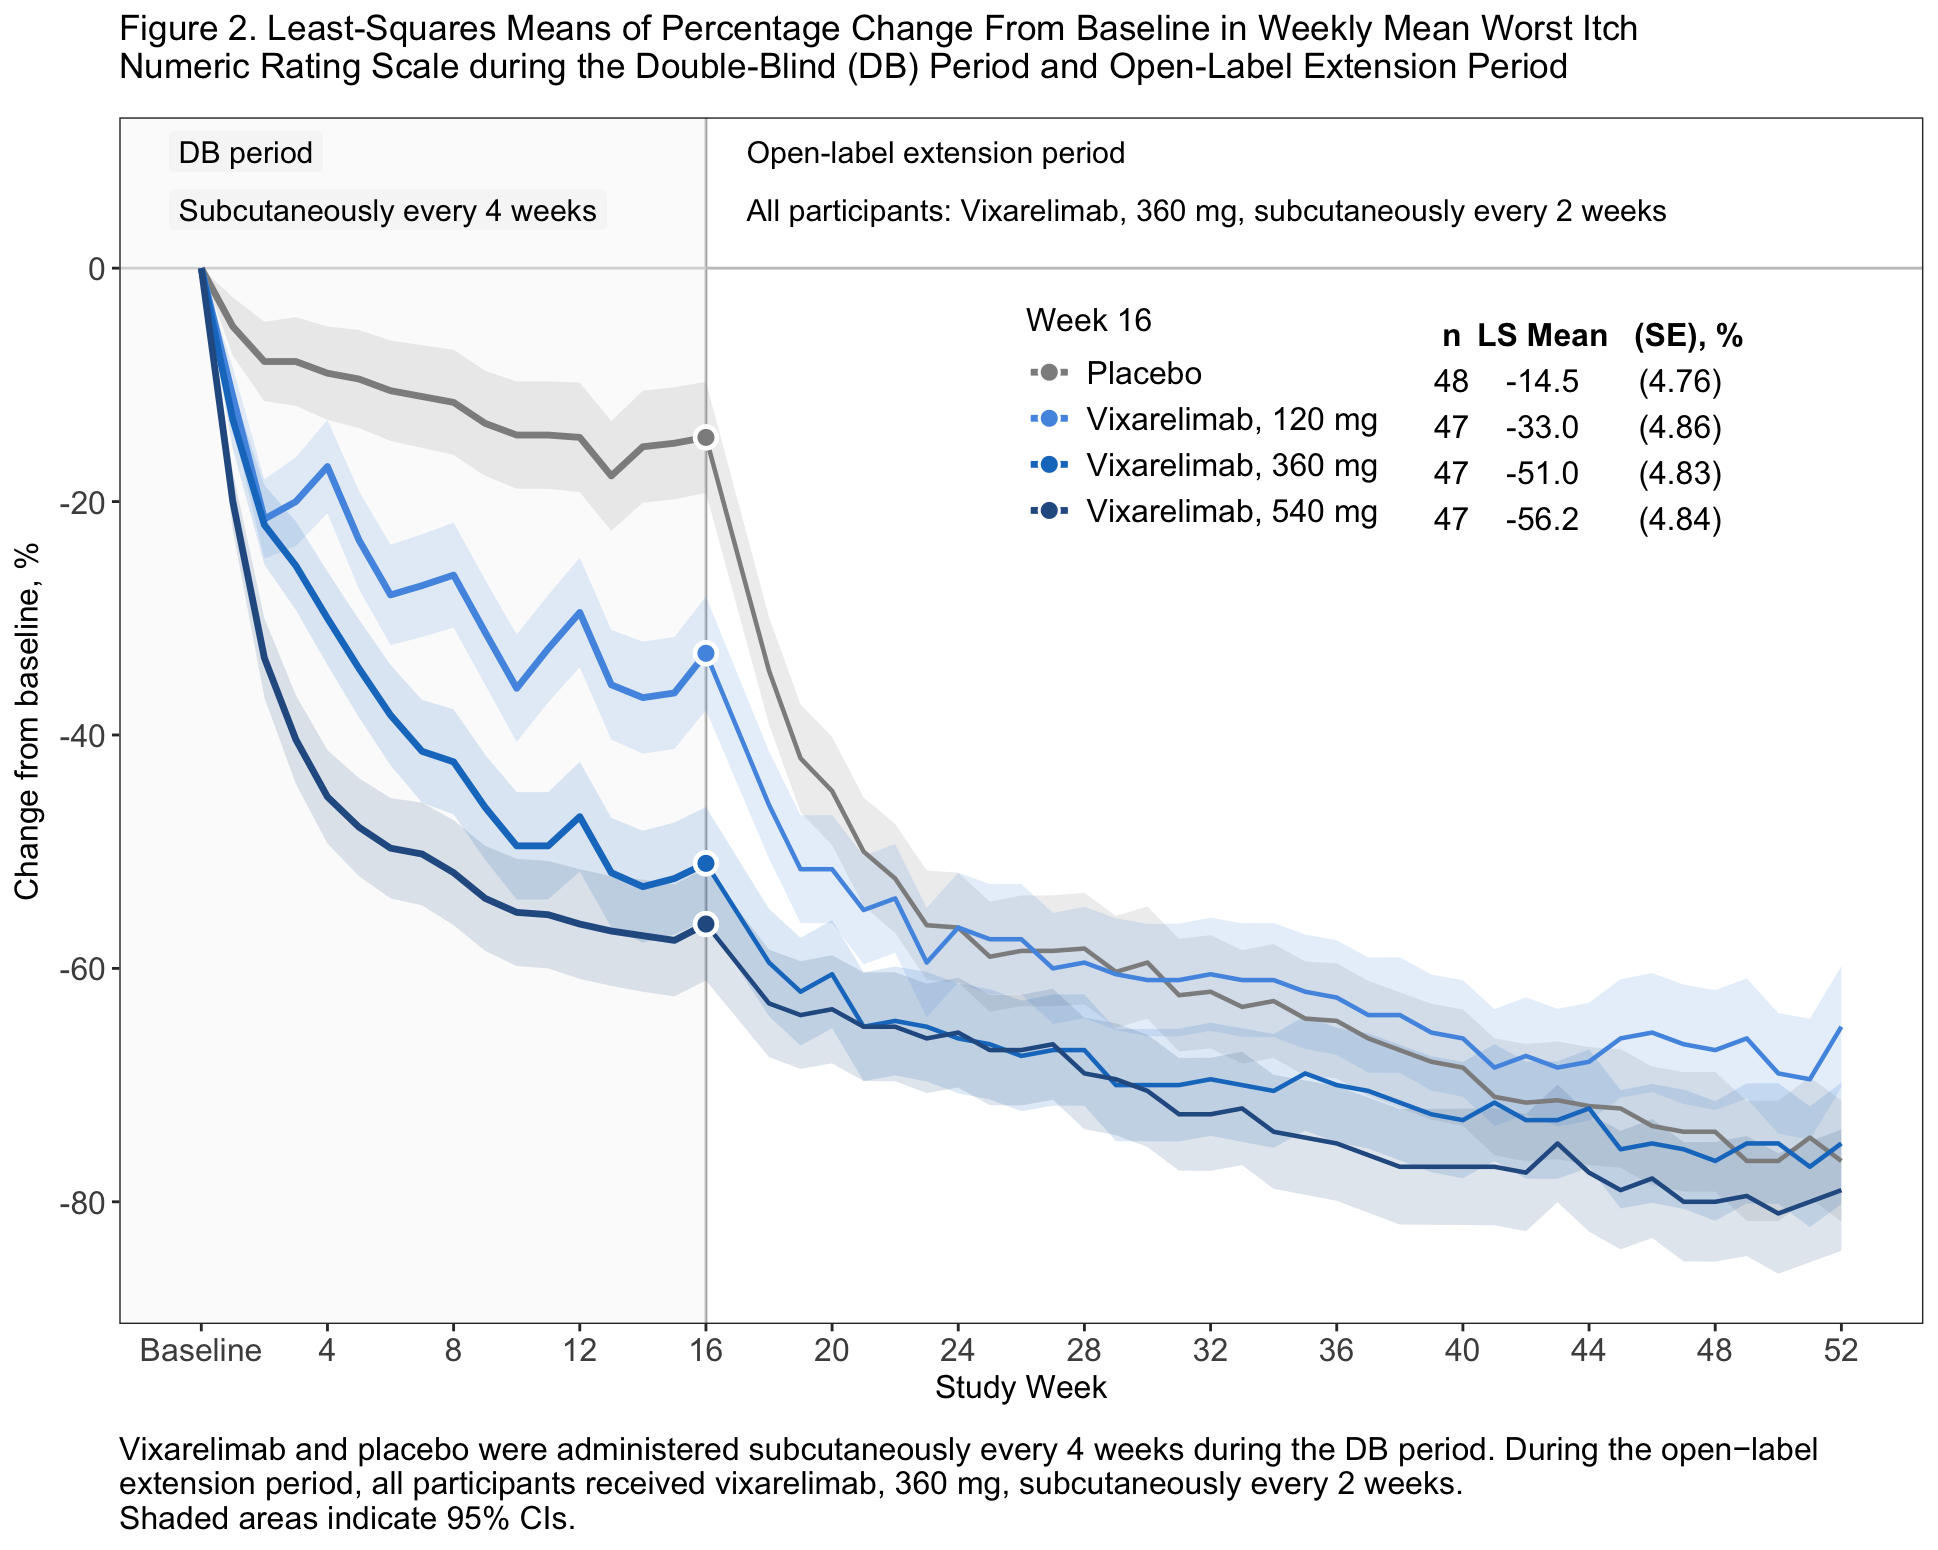 Figure 2. Least-Squares Means of Percentage Change From Baseline in Weekly Mean Worst Itch
Numeric Rating Scale during the Double-Blind (DB) Period and Open-Label Extension Period
DB period
Subcutaneously every 4 weeks
Open-label extension period
All participants: Vixarelimab, 360 mg, subcutaneously every 2 weeks
Week 16
n LS Mean (SE), %
Placebo 48 -14.5 (4.76)
Vixarelimab, 120 mg 47 -33.0 (4.86)
Vixarelimab, 360 mg 47 -51.0 (4.83)
Vixarelimab, 540 mg 47 -56.2 (4.84)
Change from baseline, %
0
-20
-40
-60
-80
Baseline 4 8 12 16 20 24 28 32 36 40 44 48 52
Study Week
Vixarelimab and placebo were administered subcutaneously every 4 weeks during the DB period. During the open−label
extension period, all participants received vixarelimab, 360 mg, subcutaneously every 2 weeks.
Shaded areas indicate 95% CIs.